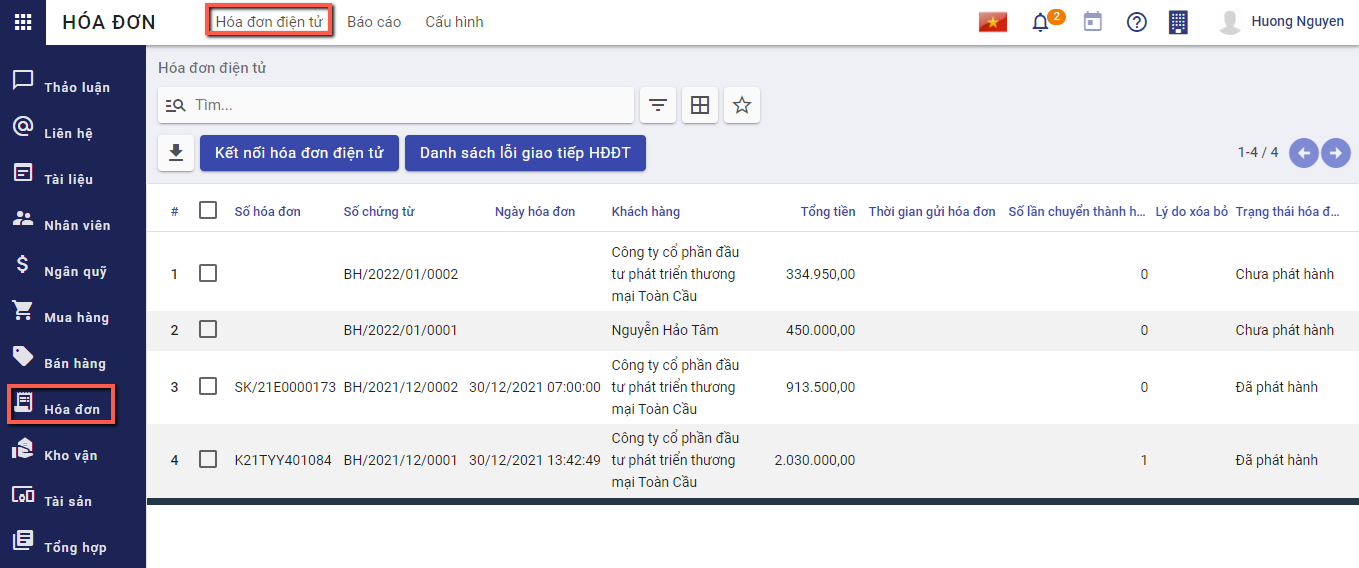 HÓA ĐƠN
Hóa đơn điện tử
Báo cáo
Cấu hình
2
Huong Nguyen
Thảo luận
Liên hệ
Tài liệu
Nhân viên
Ngân quỹ
Mua hàng
Bán hàng
Hóa đơn
Kho vận
Tài sản
Tổng hợp
Hóa đơn điện tử
Tìm...
Kết nối hóa đơn điện tử
Danh sách lỗi giao tiếp HĐĐT
1-4 / 4
# Số hóa đơn Số chứng từ Ngày hóa đơn Khách hàng Tổng tiền Thời gian gửi hóa đơn Số lần chuyển thành h... Lý do xóa bỏ Trạng thái hóa đ...
Công ty cổ phần đầu
1 BH/2022/01/0002 tư phát triển thương 334.950,00 0 Chưa phát hành
mại Toàn Cầu
2 BH/2022/01/0001 Nguyễn Hảo Tâm 450.000,00 0 Chưa phát hành
Công ty cổ phần đầu
3 SK/21E0000173 BH/2021/12/0002 30/12/2021 07:00:00 tư phát triển thương 913.500,00 0 Đã phát hành
mại Toàn Cầu
Công ty cổ phần đầu
4 K21TYY401084 BH/2021/12/0001 30/12/2021 13:42:49 tư phát triển thương 2.030.000,00 1 Đã phát hành
mại Toàn Cầu